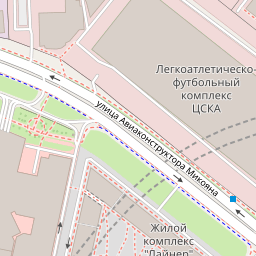 Легкоатлетическо-
футбольный
комплекс
ЦСКА
улица Авиаконструктора Микояна
Жилой
комплекс
"Лайнер"